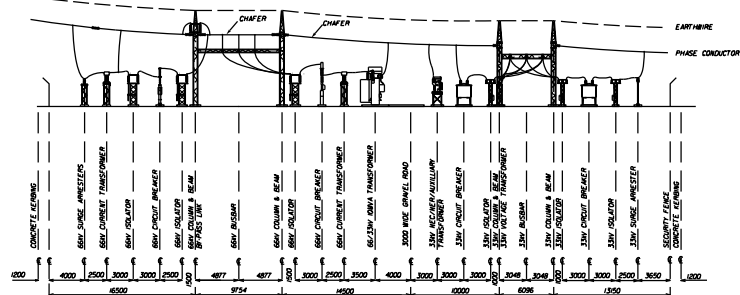 CHAFER
CHAFER
EARTHWIRE
PHASE CONDUCTOR
CONCRETE KERBING
66kV SURGE ARRESTERS
66kV CURRENT TRANSFORMER
66kV ISOLATOR
66kV CIRCUIT BREAKER
66kV ISOLATOR
66kV COLUMN & BEAM
BY-PASS LINK
66kV BUSBAR
66kV COLUMN & BEAM
66kV ISOLATOR
66kV CIRCUIT BREAKER
66kV CURRENT TRANSFORMER
66/33kV 10MVA TRANSFORMER
3000 WIDE GRAVEL ROAD
33kV NEC/NER/AUXILIARY
TRANSFORMER
33kV CIRCUIT BREAKER
33kV ISOLATOR
33kV COLUMN & BEAM
33kV VOLTAGE TRANSFORMER
33kV BUSBAR
33kV COLUMN & BEAM
33kV ISOLATOR
33kV CIRCUIT BREAKER
33kV ISOLATOR
33kV SURGE ARRESTER
SECURITY FENCE
CONCRETE KERBING
1200 4000 2500 3000 3000 2500 1500 4877 4877 1500 3000 2500 3500 4000 3000 3000 3000 1000 3048 3048 1000 3000 3000 2500 3650 1200
16500 9754 14500 10000 6096 13150